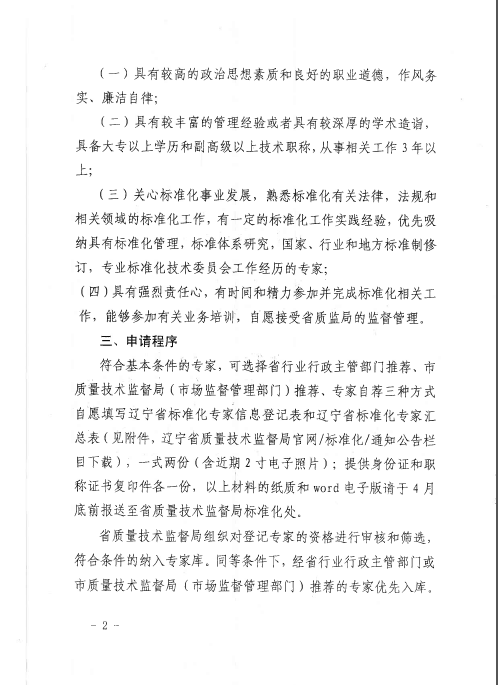 （一）具有较高的政治思想素质和良好的职业道德，作风务
实、廉洁自律；
（二）具有较丰富的管理经验或者具有较深厚的学术造诣，
具备大专以上学历和副高级以上技术职称，从事相关工作 3 年以
上；
（三）关心标准化事业发展，熟悉标准化有关法律，法规和
相关领域的标准化工作，有一定的标准化工作实践经验，优先吸
纳具有标准化管理，标准体系研究，国家、行业和地方标准制修
订，专业标准化技术委员会工作经历的专家；
（四）具有强烈责任心，有时间和精力参加并完成标准化相关工
作，能够参加有关业务培训，自愿接受省质监局的监督管理。
三、申请程序
符合基本条件的专家，可选择省行业行政主管部门推荐、市
质量技术监督局（市场监督管理部门）推荐、专家自荐三种方式
自愿填写辽宁省标准化专家信息登记表和辽宁省标准化专家汇
总表（见附件，辽宁省质量技术监督局官网/标准化/通知公告栏
目下载），一式两份（含近期 2 寸电子照片）；提供身份证和职
称证书复印件各一份，以上材料的纸质和 word 电子版请于 4 月
底前报送至省质量技术监督局标准化处。
省质量技术监督局组织对登记专家的资格进行审核和筛选，
符合条件的纳入专家库。同等条件下，经省行业行政主管部门或
市质量技术监督局（市场监督管理部门）推荐的专家优先入库。
- 2 -